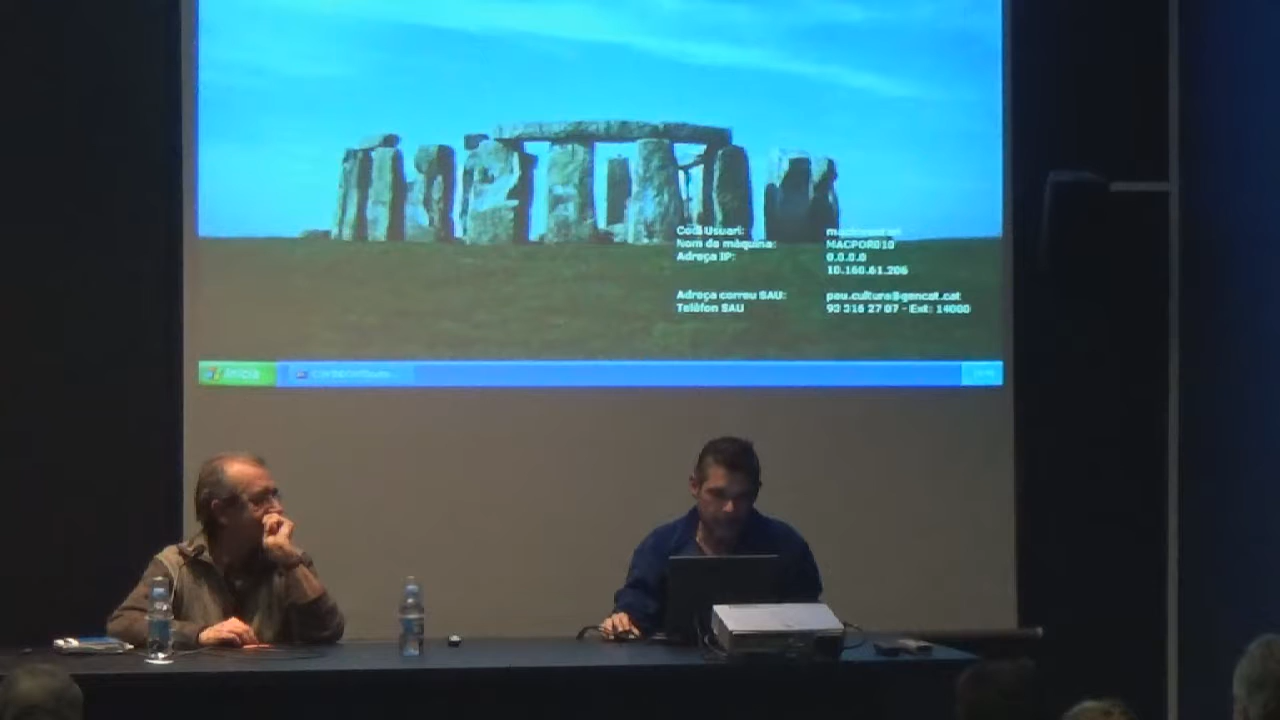 Codi Usuari:
Nom de màquina: MACPOR010
Adreça IP: 0.0.0.0
10.160.61.206
Adreça correu SAU: pau.cultura@gencat.cat
Telèfon SAU 93 316 27 07 - Ext: 14000
Inicia